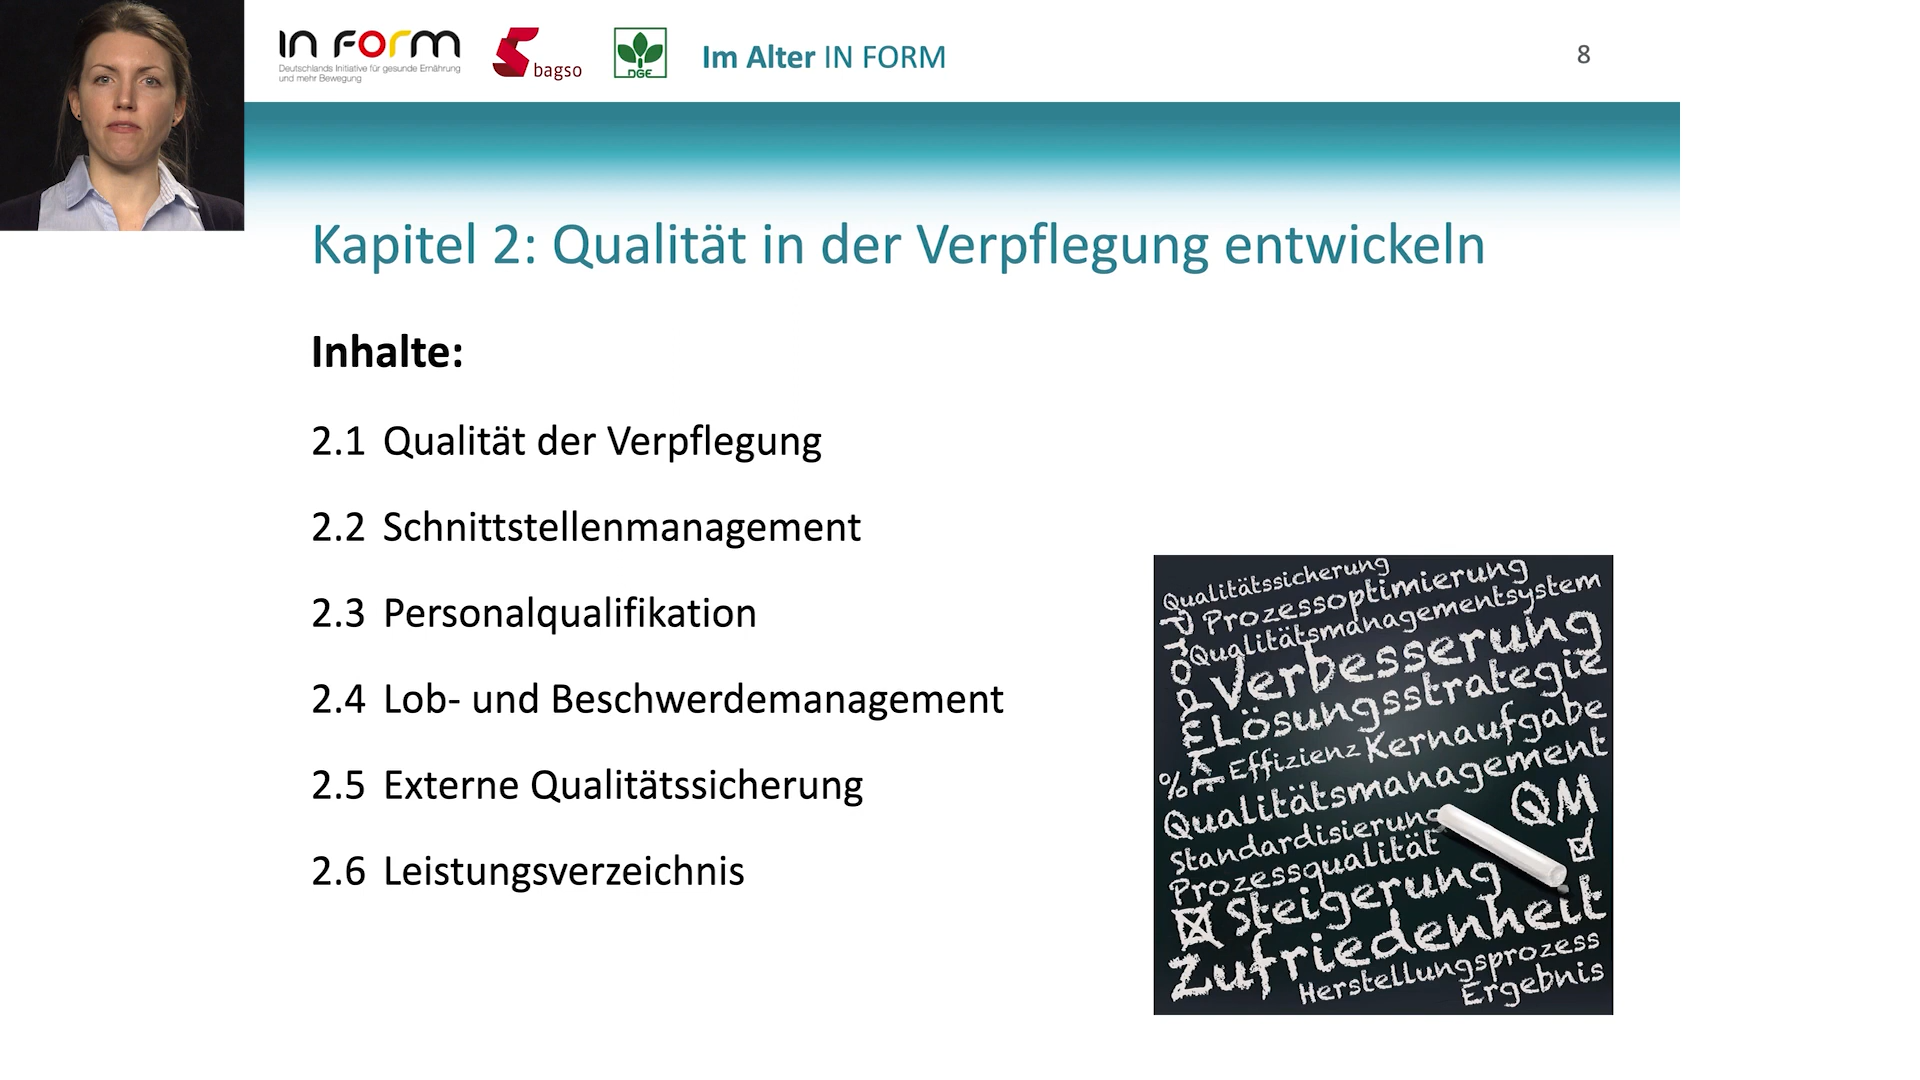 IN FORM
Deutschlands Initiative für gesunde Ernährung
und mehr Bewegung
bagso
DGE
Im Alter IN FORM
8
Kapitel 2: Qualität in der Verpflegung entwickeln
Inhalte:
2.1 Qualität der Verpflegung
2.2 Schnittstellenmanagement
2.3 Personalqualifikation
2.4 Lob- und Beschwerdemanagement
2.5 Externe Qualitätssicherung
2.6 Leistungsverzeichnis
Qualitätssicherung
Prozessoptimierung
Qualitätsmanagementsystem
Verbesserung
Lösungsstrategie
Effizienz Kernaufgabe
%
Qualitätsmanagement
QM
Standardisierung
Prozessqualität
Steigerung
Zufriedenheit
Herstellungsprozess
Ergebnis